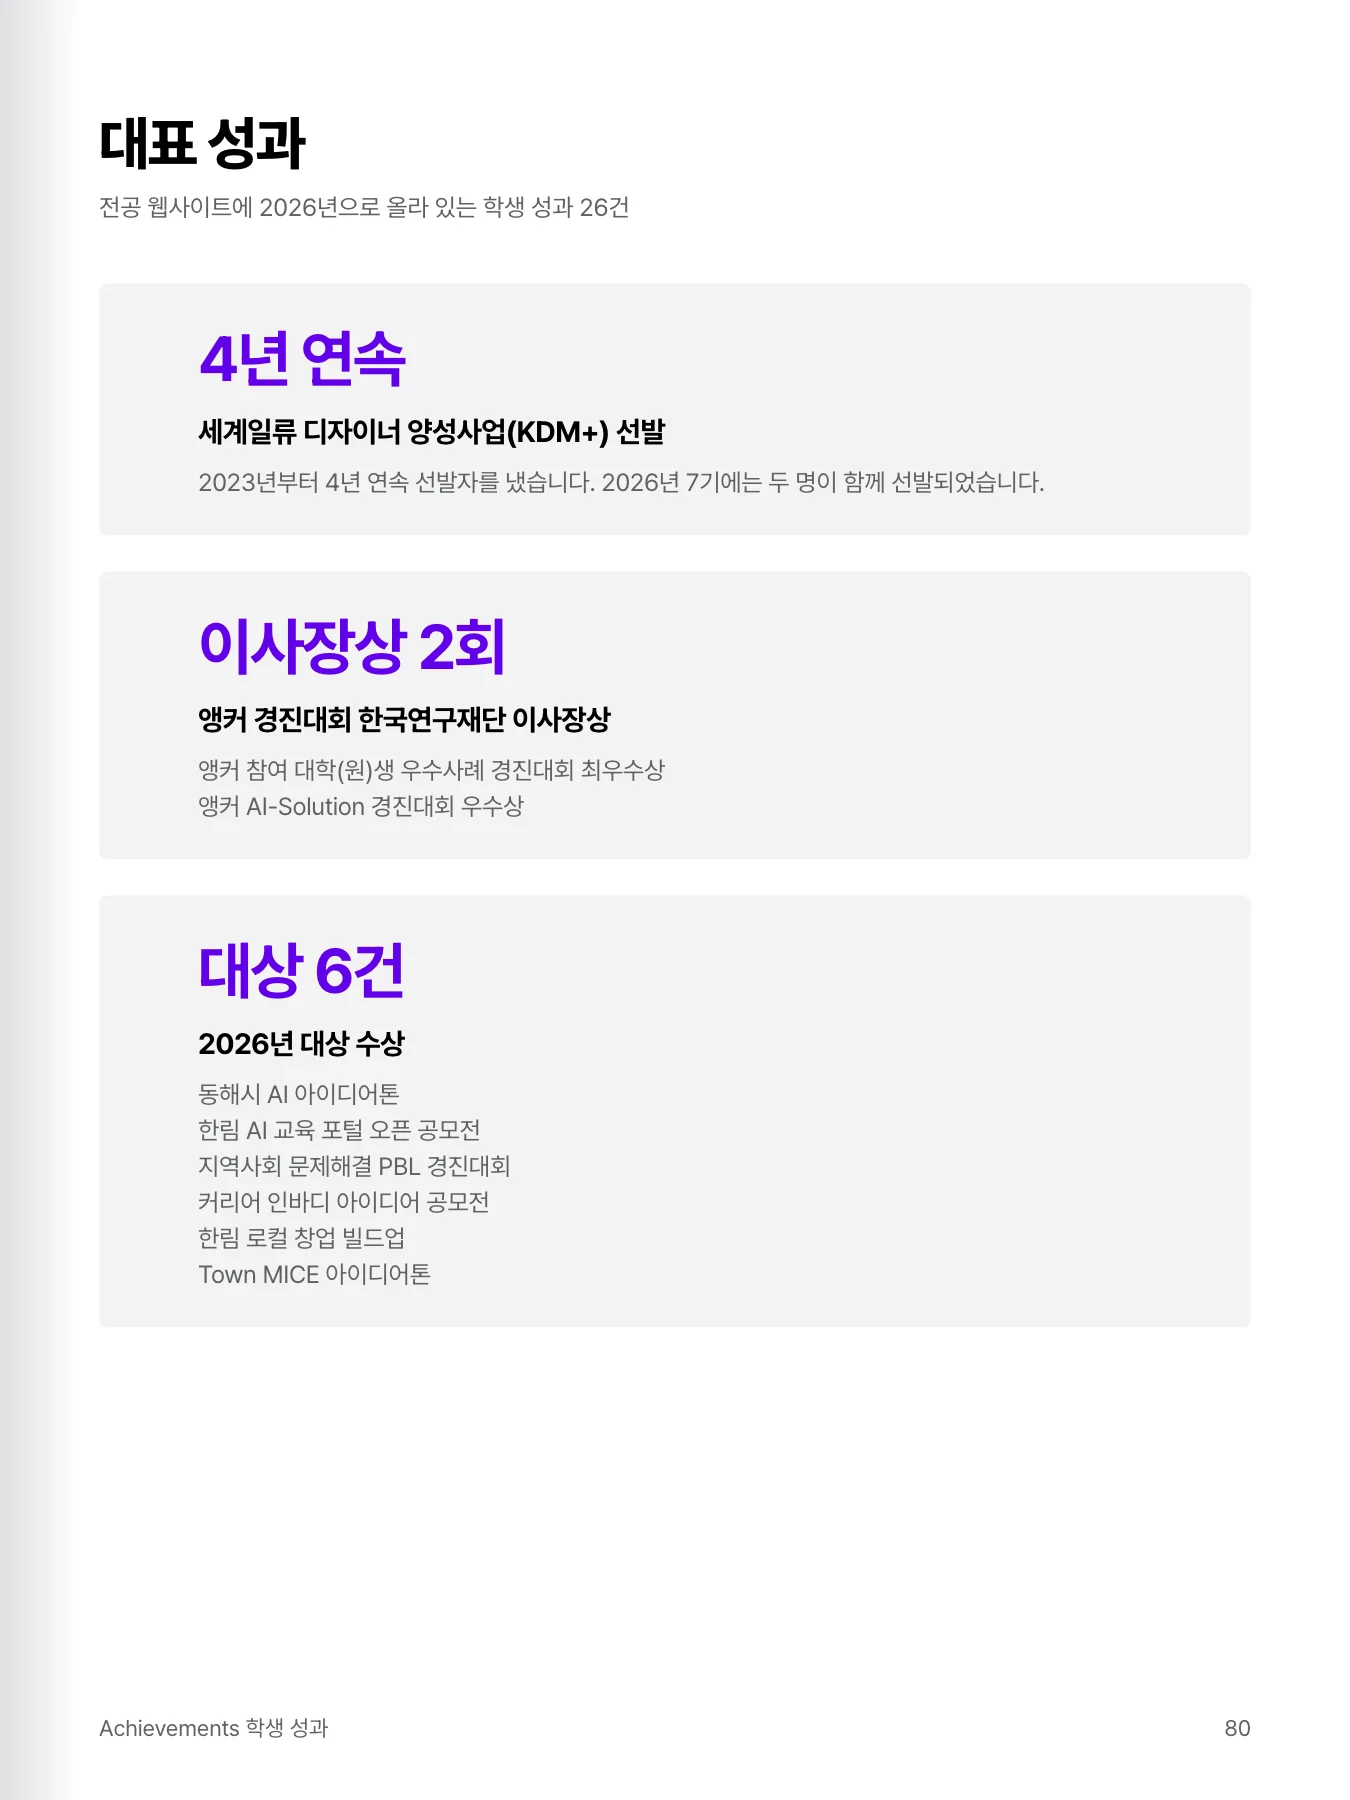 대표 성과
전공 웹사이트에 2026년으로 올라 있는 학생 성과 26건
4년 연속
세계일류 디자이너 양성사업(KDM+) 선발
2023년부터 4년 연속 선발자를 냈습니다. 2026년 7기에는 두 명이 함께 선발되었습니다.
이사장상 2회
앵커 경진대회 한국연구재단 이사장상
앵커 참여 대학(원)생 우수사례 경진대회 최우수상
앵커 AI-Solution 경진대회 우수상
대상 6건
2026년 대상 수상
동해시 AI 아이디어톤
한림 AI 교육 포털 오픈 공모전
지역사회 문제해결 PBL 경진대회
커리어 인바디 아이디어 공모전
한림 로컬 창업 빌드업
Town MICE 아이디어톤
Achievements 학생 성과
80